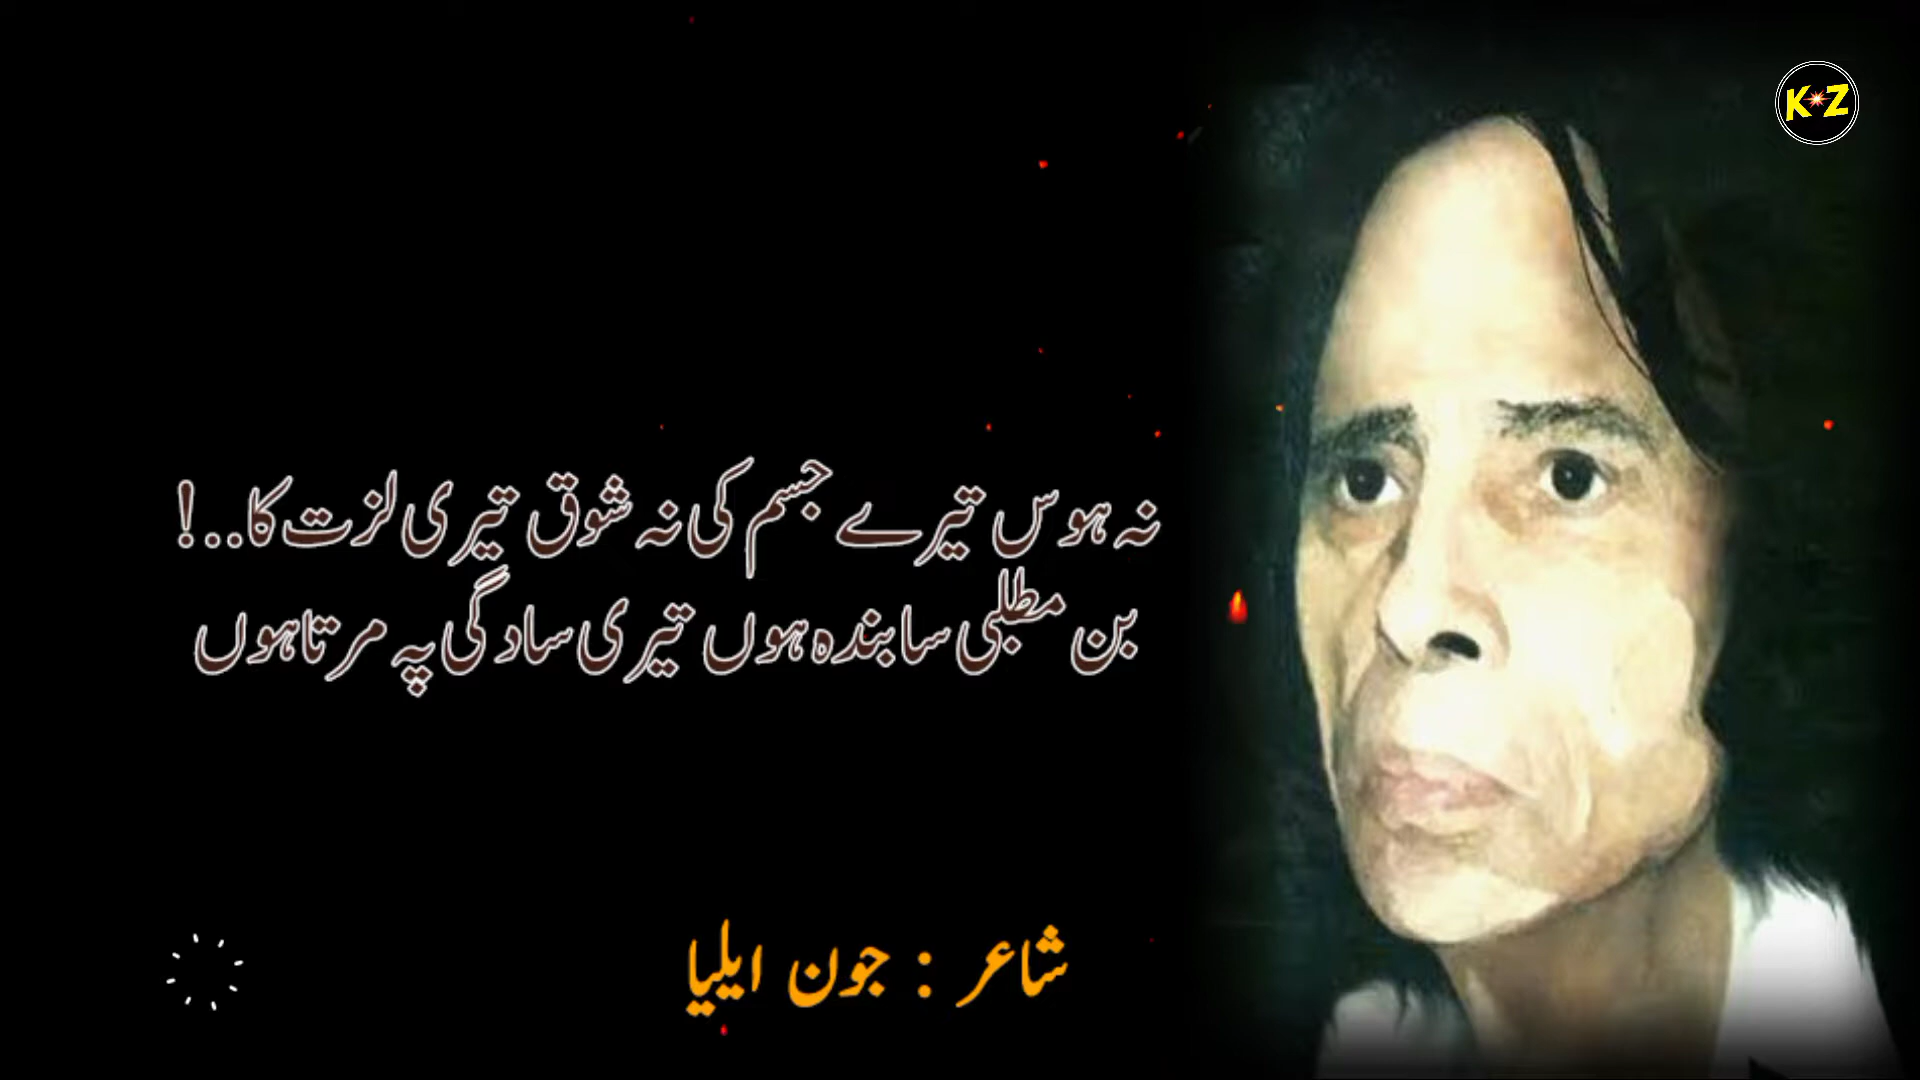 K Z
نہ ہوس تیرے جسم کی نہ شوق تیری لزت کا..!
بن مطلبی سا بندہ ہوں تیری سادگی پہ مرتا ہوں
شاعر : جون ایلیا